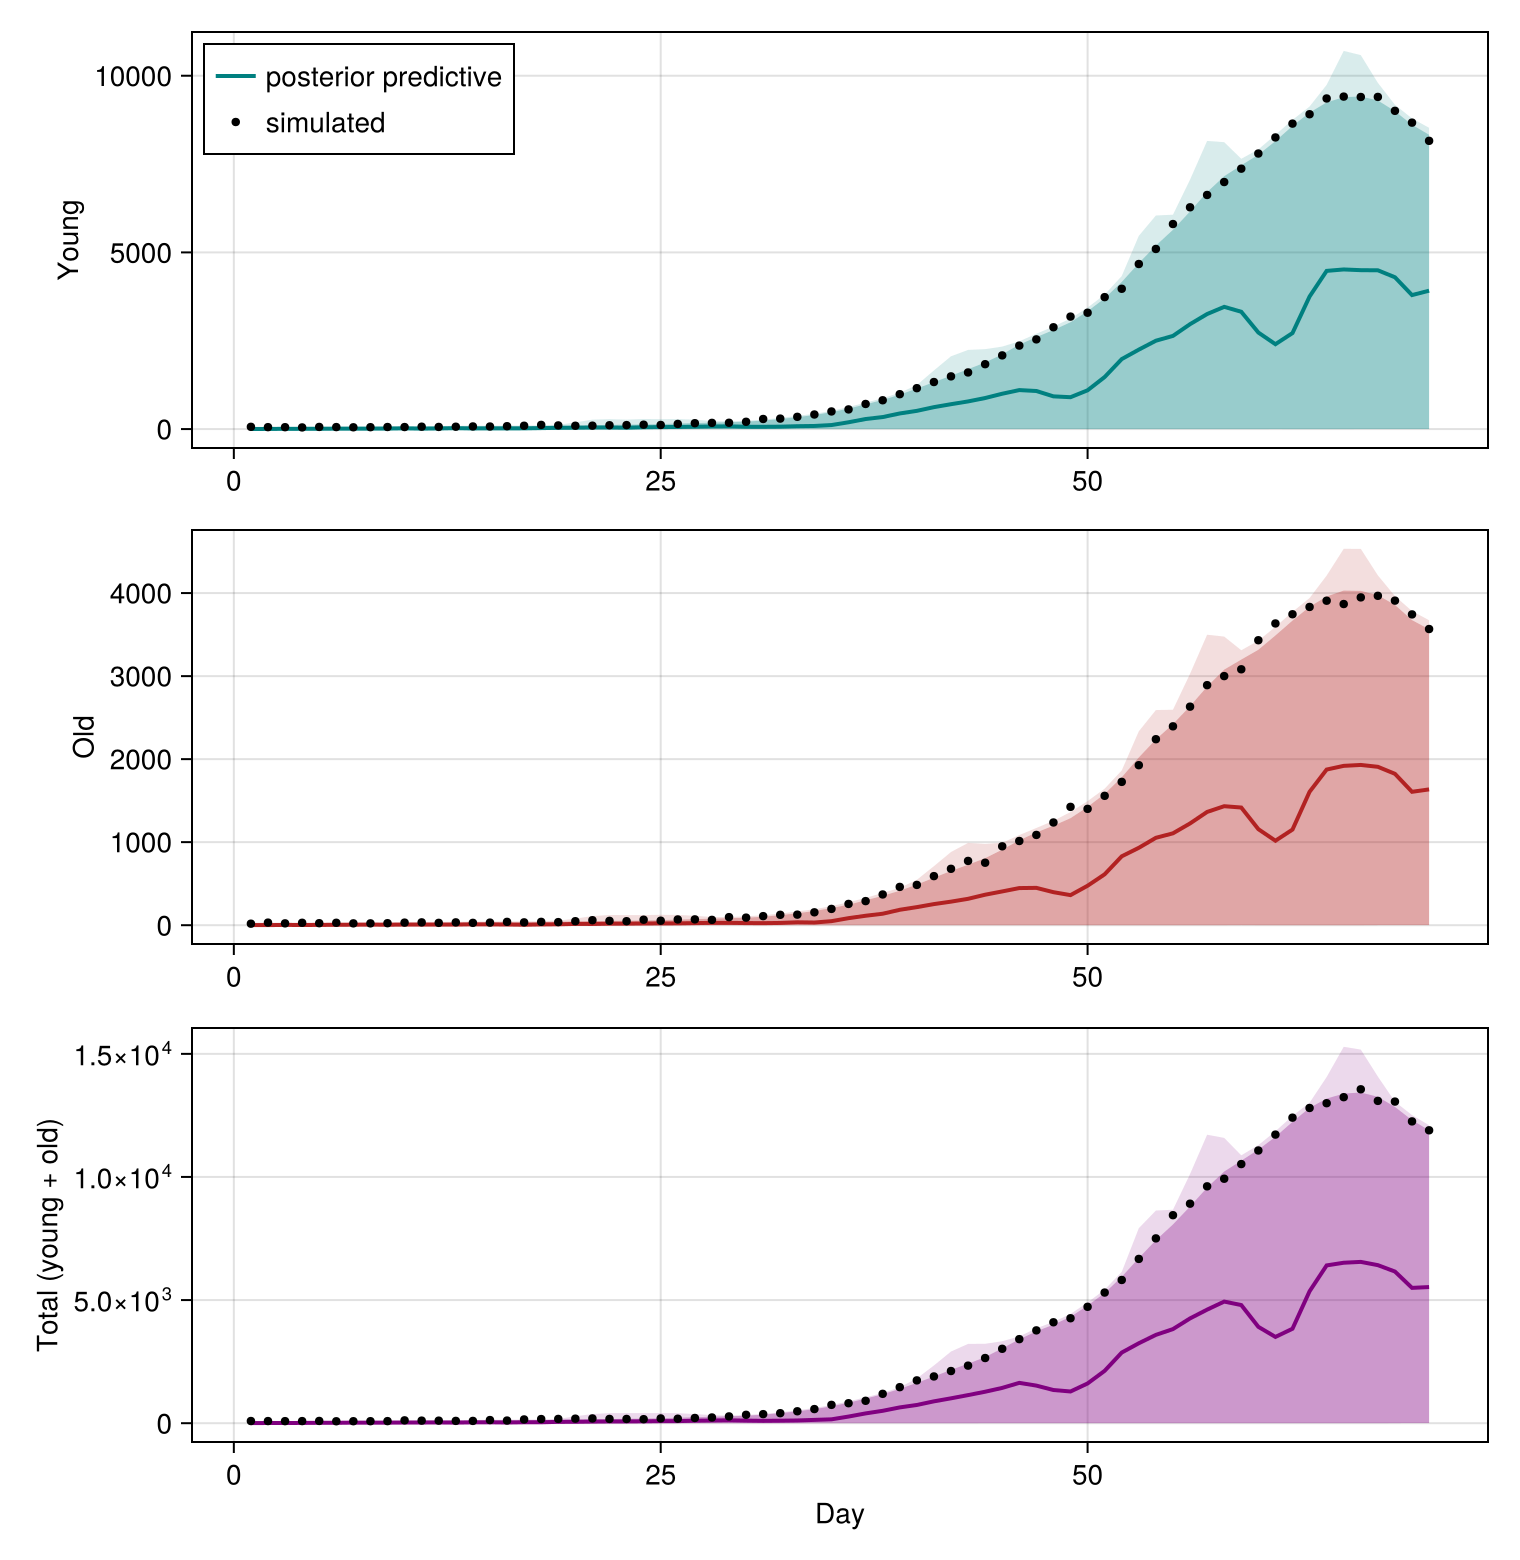 posterior predictive
simulated
Young
10000
5000
0
0 25 50
Old
4000
3000
2000
1000
0
0 25 50
Total (young + old)
1.5×10⁴
1.0×10⁴
5.0×10³
0
0 25 50
Day